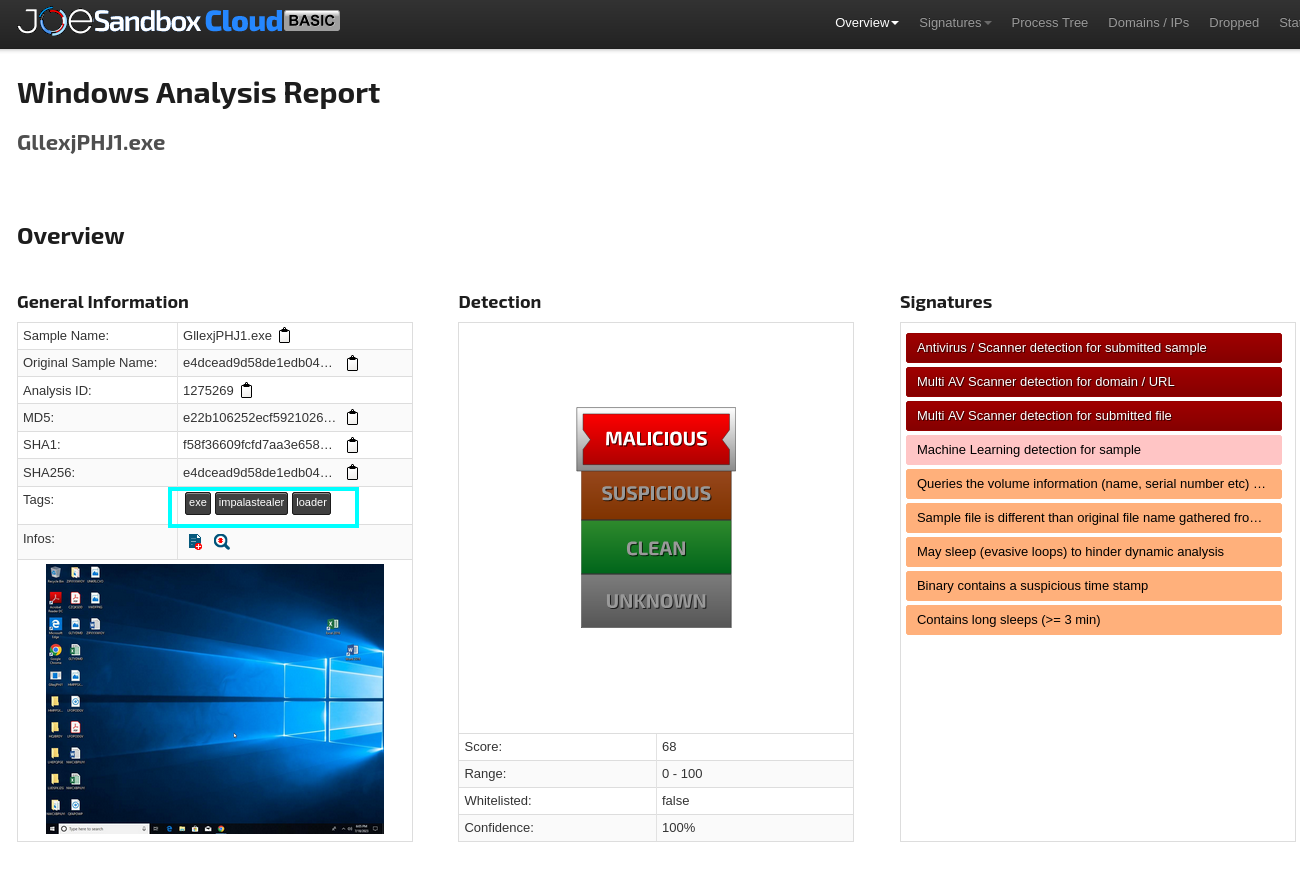 JOESandbox Cloud BASIC
Overview Signatures Process Tree Domains / IPs Dropped Stat
Windows Analysis Report
GllexjPHJ1.exe
Overview
General Information
Sample Name: GllexjPHJ1.exe
Original Sample Name: e4dcead9d58de1edb04…
Analysis ID: 1275269
MD5: e22b106252ecf5921026…
SHA1: f58f36609fcfd7aa3e658…
SHA256: e4dcead9d58de1edb04…
Tags: exe impalastealer loader
Infos:
Type here to search
Detection
MALICIOUS
SUSPICIOUS
CLEAN
UNKNOWN
Score: 68
Range: 0 - 100
Whitelisted: false
Confidence: 100%
Signatures
Antivirus / Scanner detection for submitted sample
Multi AV Scanner detection for domain / URL
Multi AV Scanner detection for submitted file
Machine Learning detection for sample
Queries the volume information (name, serial number etc) …
Sample file is different than original file name gathered fro…
May sleep (evasive loops) to hinder dynamic analysis
Binary contains a suspicious time stamp
Contains long sleeps (>= 3 min)